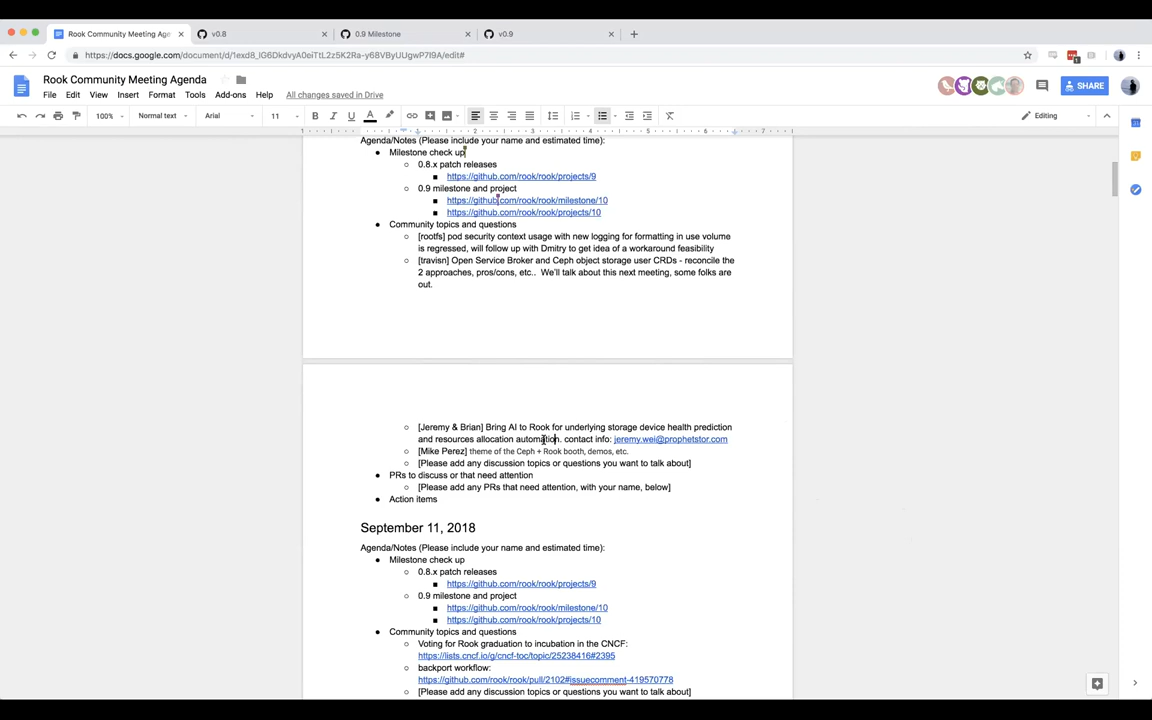 Rook Community Meeting Age
v0.8
0.9 Milestone
v0.9
https://docs.google.com/document/d/1exd8_lG6DkdvyA0eiTtL2z5K2Ra-y68VByUUgwP7I9A/edit#
Rook Community Meeting Agenda
File Edit View Insert Format Tools Add-ons Help All changes saved in Drive
SHARE
100% Normal text Arial 11 B I U A Editing
1 2 3 4 5 6 7
Agenda/Notes (Please include your name and estimated time):
Milestone check up
0.8.x patch releases
https://github.com/rook/rook/projects/9
0.9 milestone and project
https://github.com/rook/rook/milestone/10
https://github.com/rook/rook/projects/10
Community topics and questions
[rootfs] pod security context usage with new logging for formatting in use volume
is regressed, will follow up with Dmitry to get idea of a workaround feasibility
[travisn] Open Service Broker and Ceph object storage user CRDs - reconcile the
2 approaches, pros/cons, etc.. We'll talk about this next meeting, some folks are
out.
[Jeremy & Brian] Bring AI to Rook for underlying storage device health prediction
and resources allocation automation. contact info: jeremy.wei@prophetstor.com
[Mike Perez] theme of the Ceph + Rook booth, demos, etc.
[Please add any discussion topics or questions you want to talk about]
PRs to discuss or that need attention
[Please add any PRs that need attention, with your name, below]
Action items
September 11, 2018
Agenda/Notes (Please include your name and estimated time):
Milestone check up
0.8.x patch releases
https://github.com/rook/rook/projects/9
0.9 milestone and project
https://github.com/rook/rook/milestone/10
https://github.com/rook/rook/projects/10
Community topics and questions
Voting for Rook graduation to incubation in the CNCF:
https://lists.cncf.io/g/cncf-toc/topic/25238416#2395
backport workflow:
https://github.com/rook/rook/pull/2102#issuecomment-419570778
[Please add any discussion topics or questions you want to talk about]